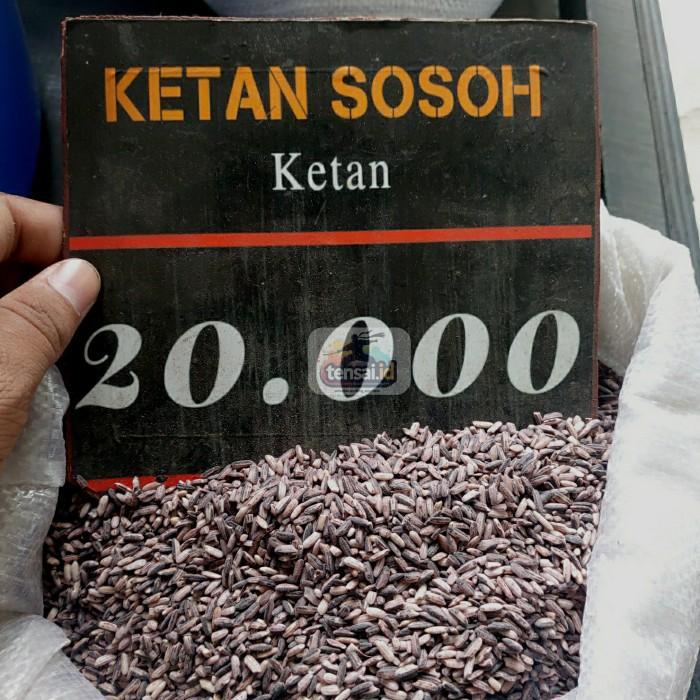 KETAN SOSOH
Ketan
20.000
tensai.id